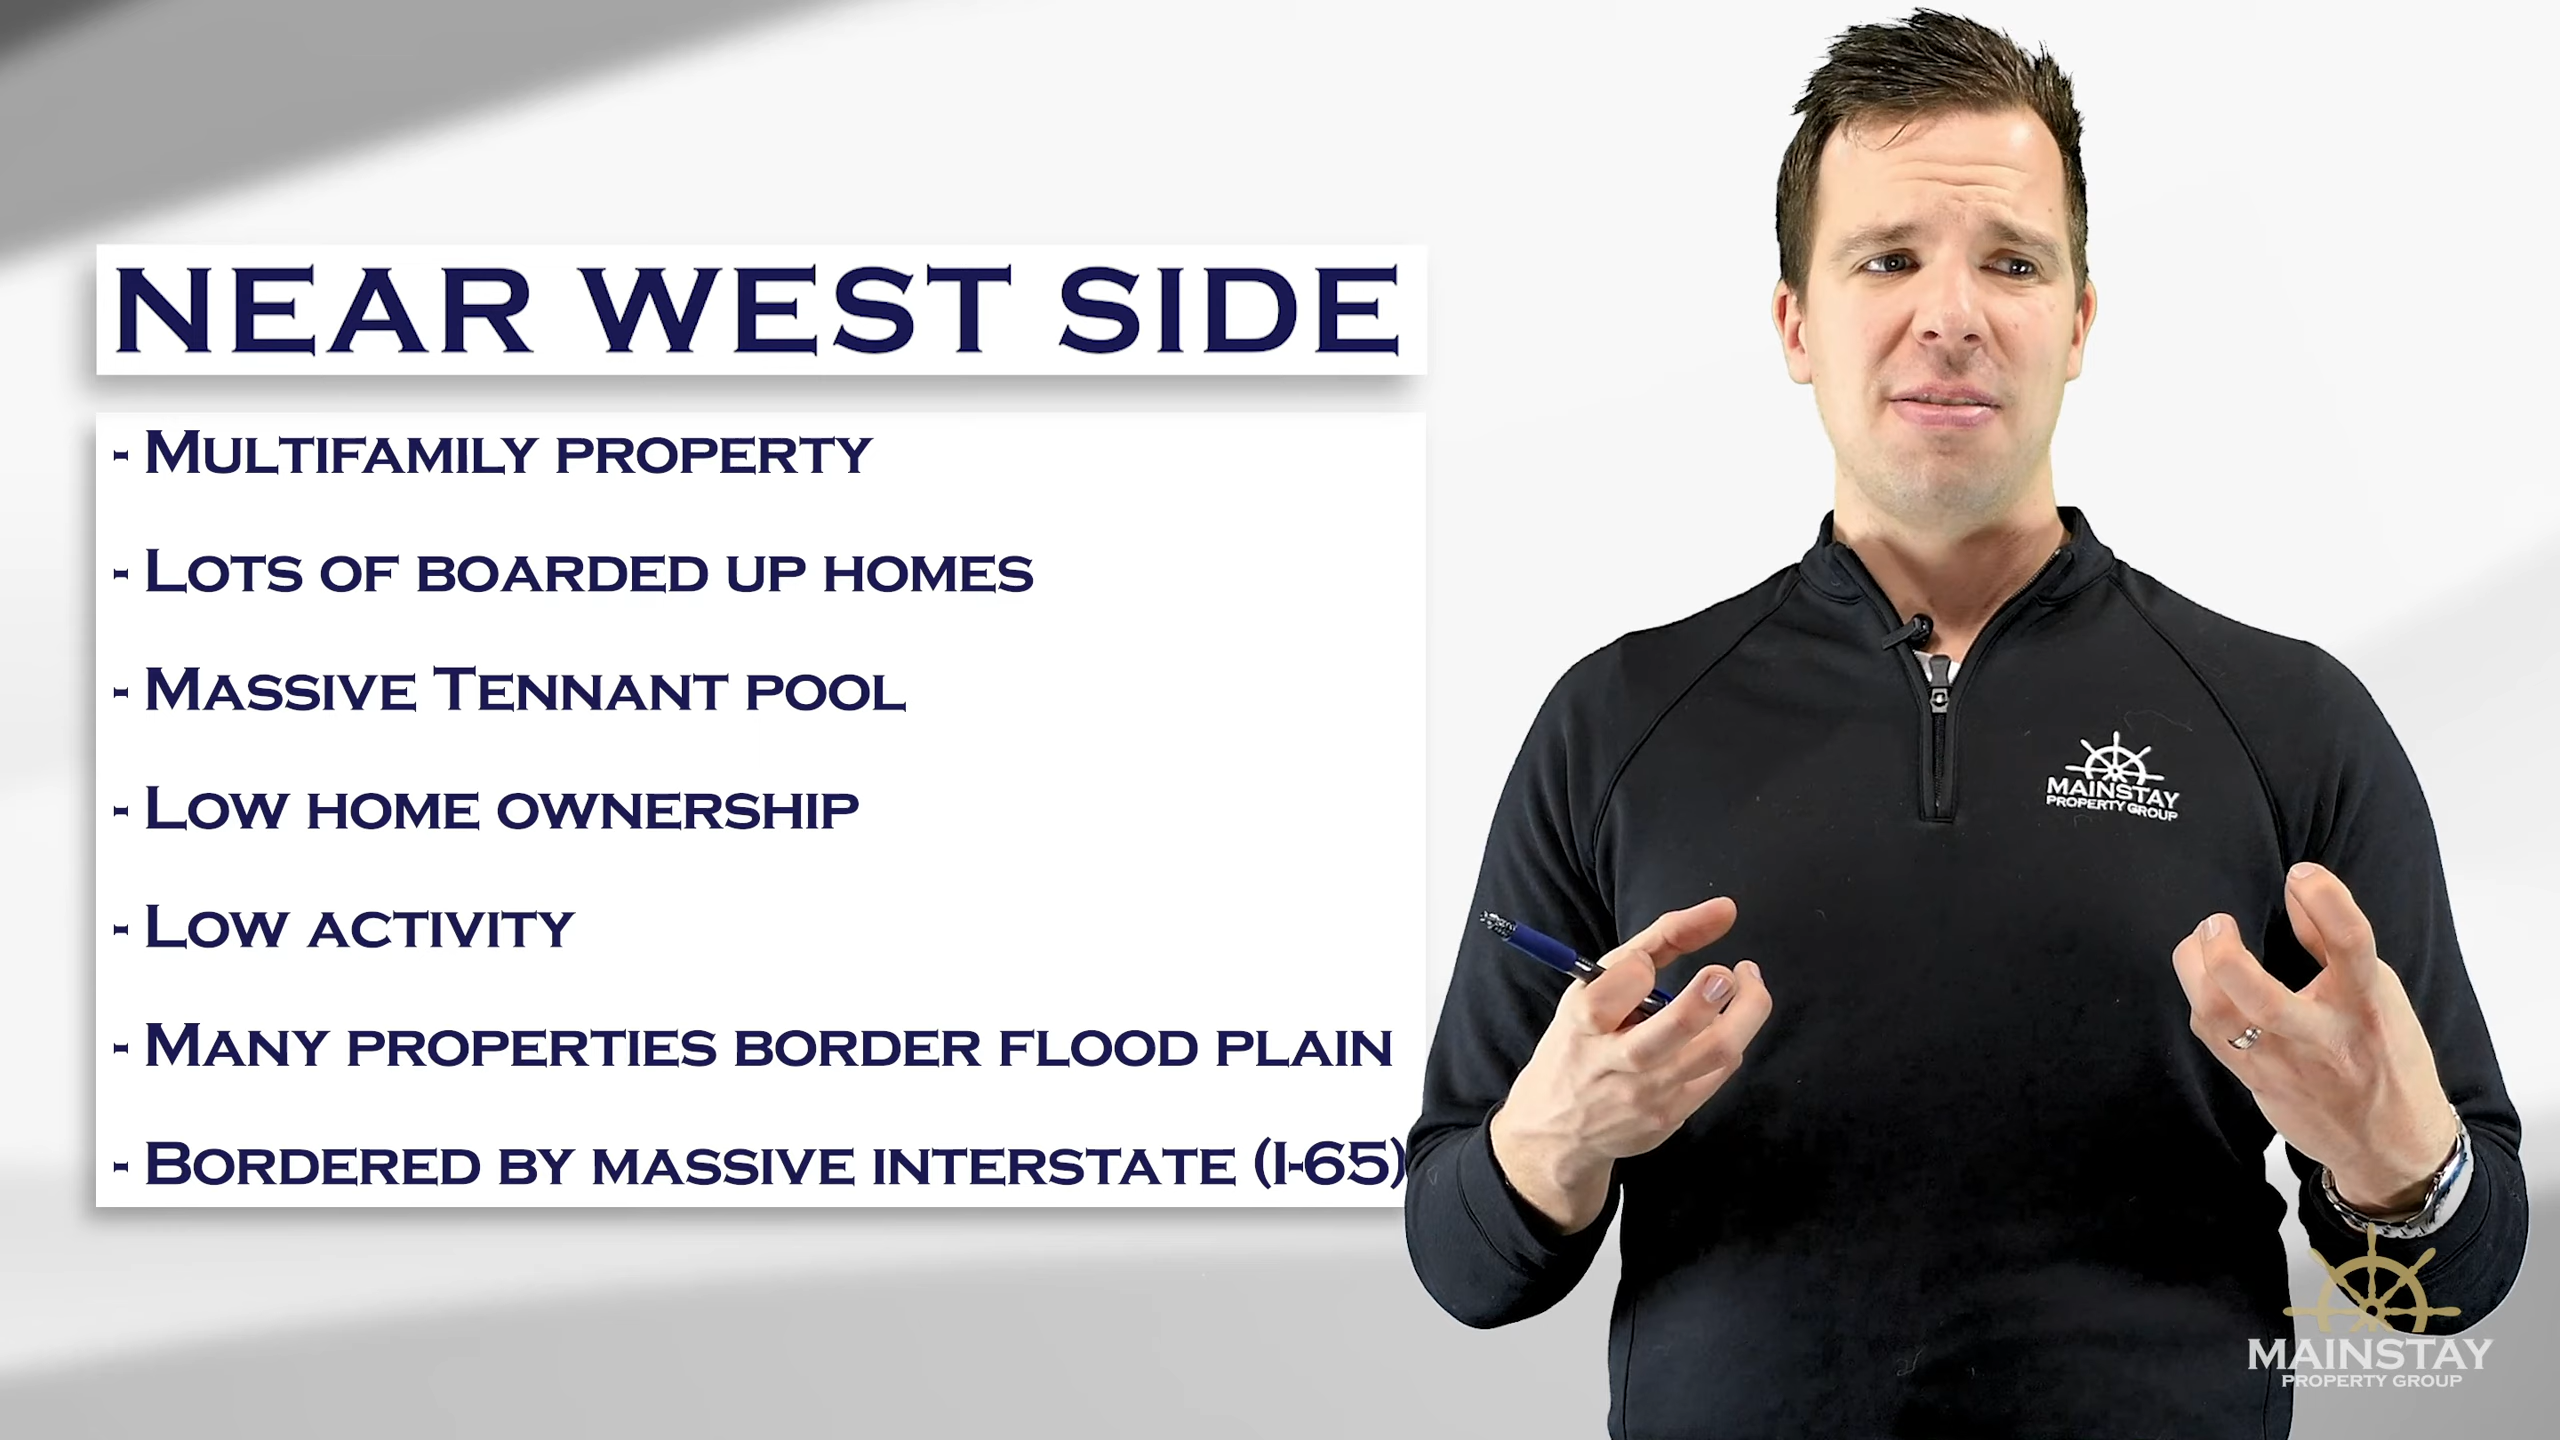 NEAR WEST SIDE
- MULTIFAMILY PROPERTY
- LOTS OF BOARDED UP HOMES
- MASSIVE TENNANT POOL
- LOW HOME OWNERSHIP
- LOW ACTIVITY
- MANY PROPERTIES BORDER FLOOD PLAIN
- BORDERED BY MASSIVE INTERSTATE (I-65)
MAINSTAY
PROPERTY GROUP
MAINSTAY
PROPERTY GROUP